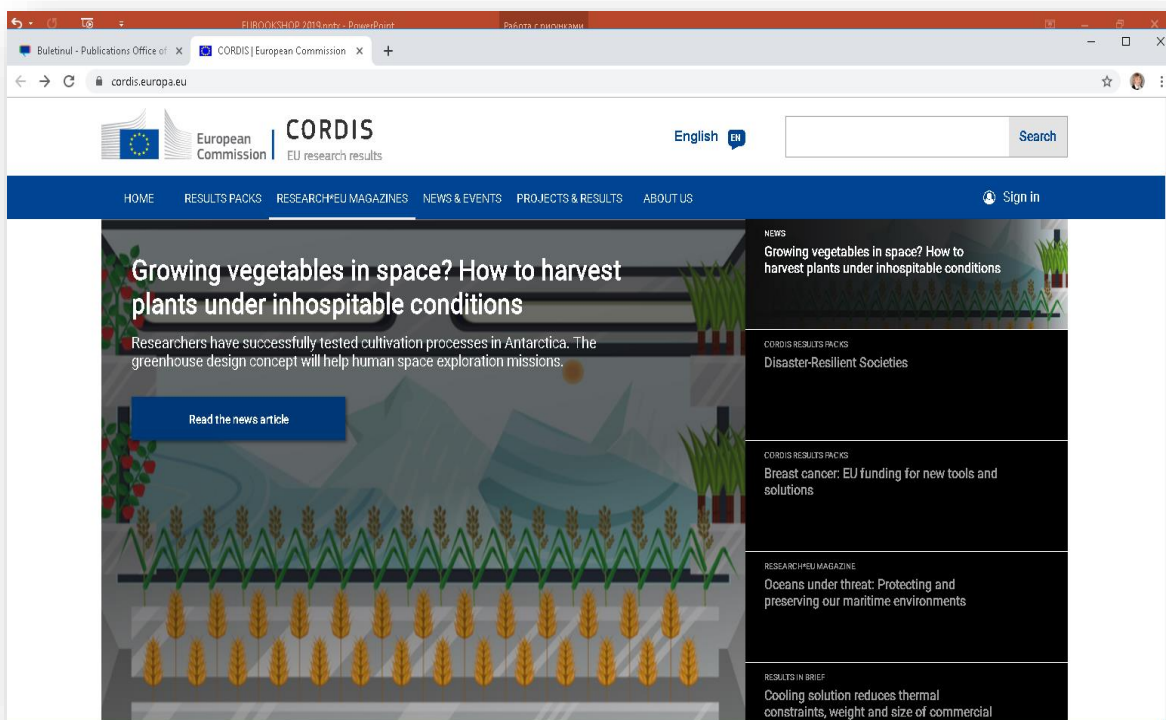 EUBOOKSHOP 2019.pptx - PowerPoint
Работа с рисунками
Buletinul - Publications Office of
CORDIS | European Commission
cordis.europa.eu
European
Commission
CORDIS
EU research results
English EN
Search
HOME RESULTS PACKS RESEARCH*EU MAGAZINES NEWS & EVENTS PROJECTS & RESULTS ABOUT US
Sign in
Growing vegetables in space? How to harvest
plants under inhospitable conditions
Researchers have successfully tested cultivation processes in Antarctica. The
greenhouse design concept will help human space exploration missions.
Read the news article
NEWS
Growing vegetables in space? How to
harvest plants under inhospitable conditions
CORDIS RESULTS PACKS
Disaster-Resilient Societies
CORDIS RESULTS PACKS
Breast cancer: EU funding for new tools and
solutions
RESEARCH*EU MAGAZINE
Oceans under threat: Protecting and
preserving our maritime environments
RESULTS IN BRIEF
Cooling solution reduces thermal
constraints, weight and size of commercial